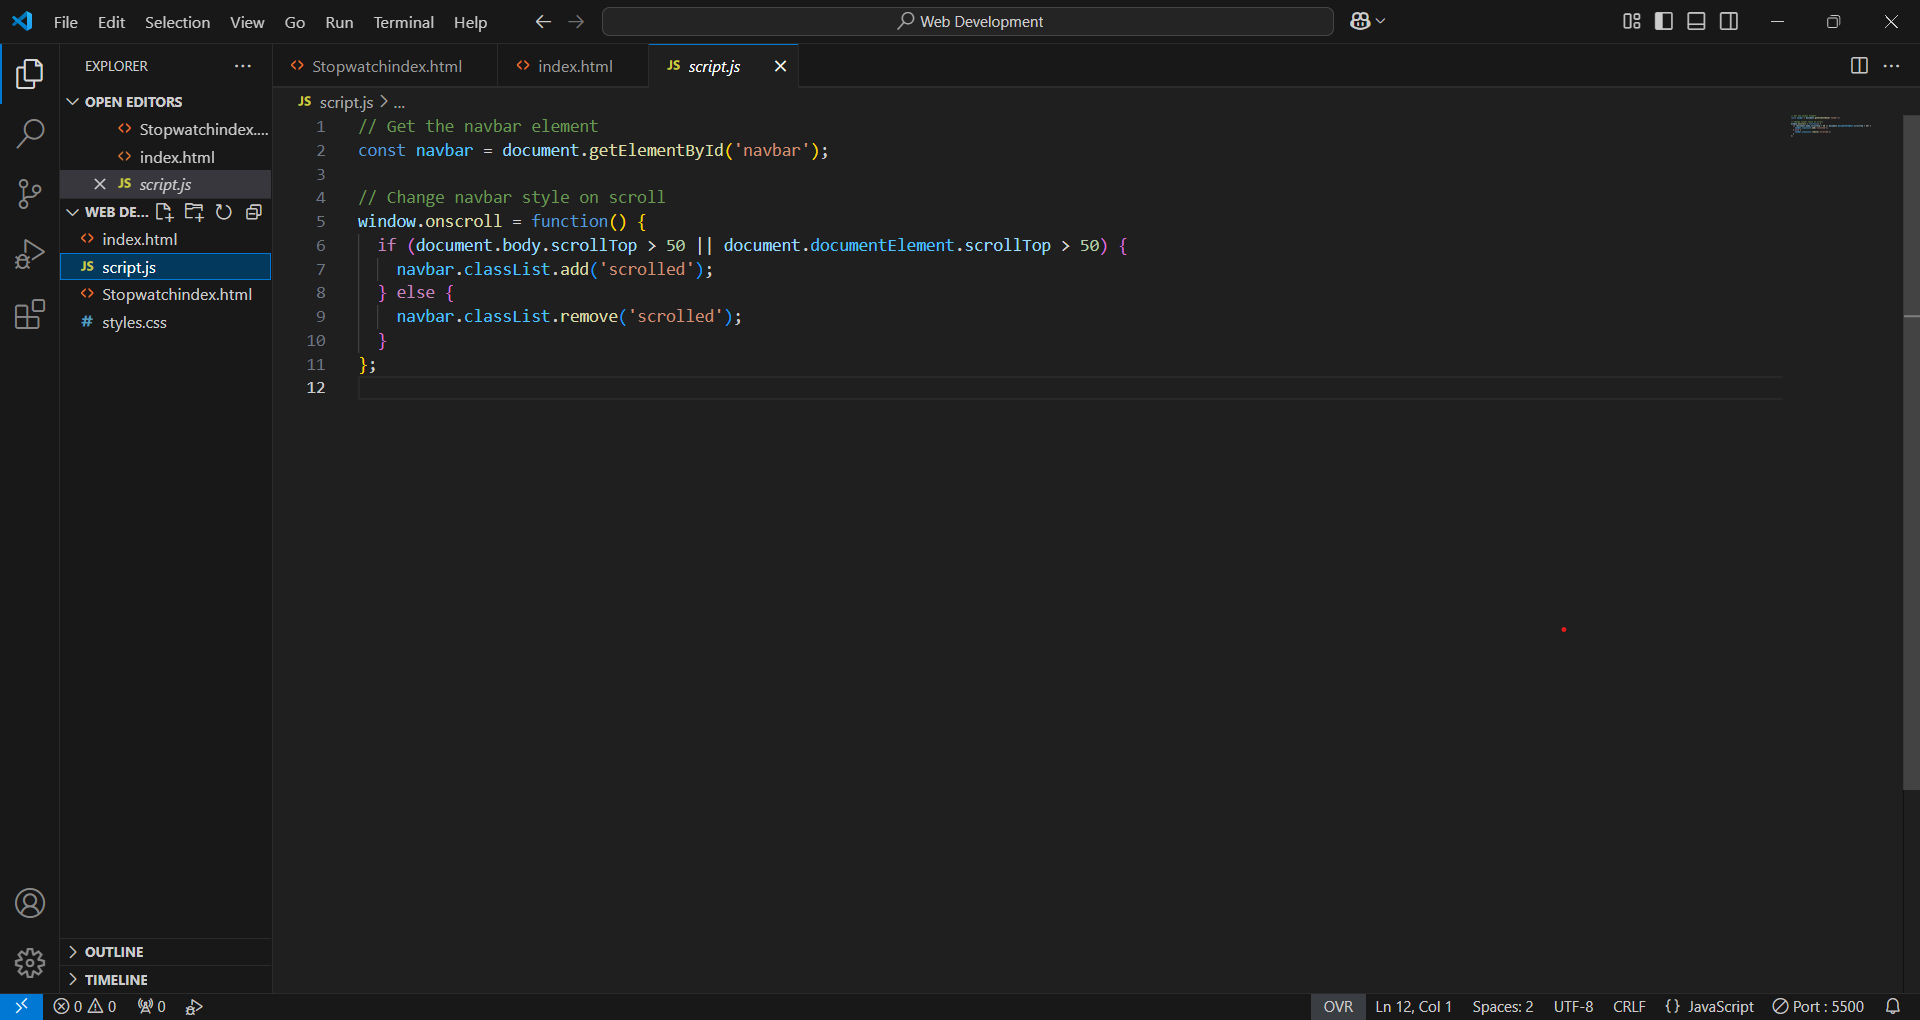 File Edit Selection View Go Run Terminal Help
Web Development
EXPLORER
OPEN EDITORS
Stopwatchindex....
index.html
JS script.js
WEB DE...
index.html
JS script.js
Stopwatchindex.html
# styles.css
OUTLINE
TIMELINE
Stopwatchindex.html index.html JS script.js
JS script.js > ...
1 // Get the navbar element
2 const navbar = document.getElementById('navbar');
3
4 // Change navbar style on scroll
5 window.onscroll = function() {
6 if (document.body.scrollTop > 50 || document.documentElement.scrollTop > 50) {
7 navbar.classList.add('scrolled');
8 } else {
9 navbar.classList.remove('scrolled');
10 }
11 };
12
0 0 0 OVR Ln 12, Col 1 Spaces: 2 UTF-8 CRLF {} JavaScript Port : 5500